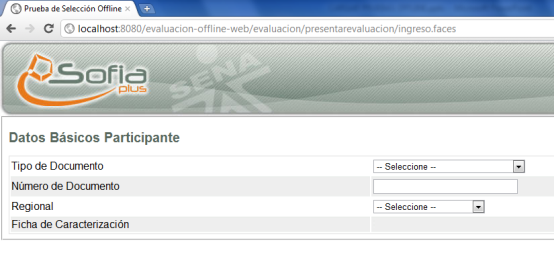 Prueba de Selección Offline
localhost:8080/evaluacion-offline-web/evaluacion/presentarevaluacion/ingreso.faces
Sofia
plus
SENA
Datos Básicos Participante
Tipo de Documento
-- Seleccione --
Número de Documento
Regional
-- Seleccione --
Ficha de Caracterización